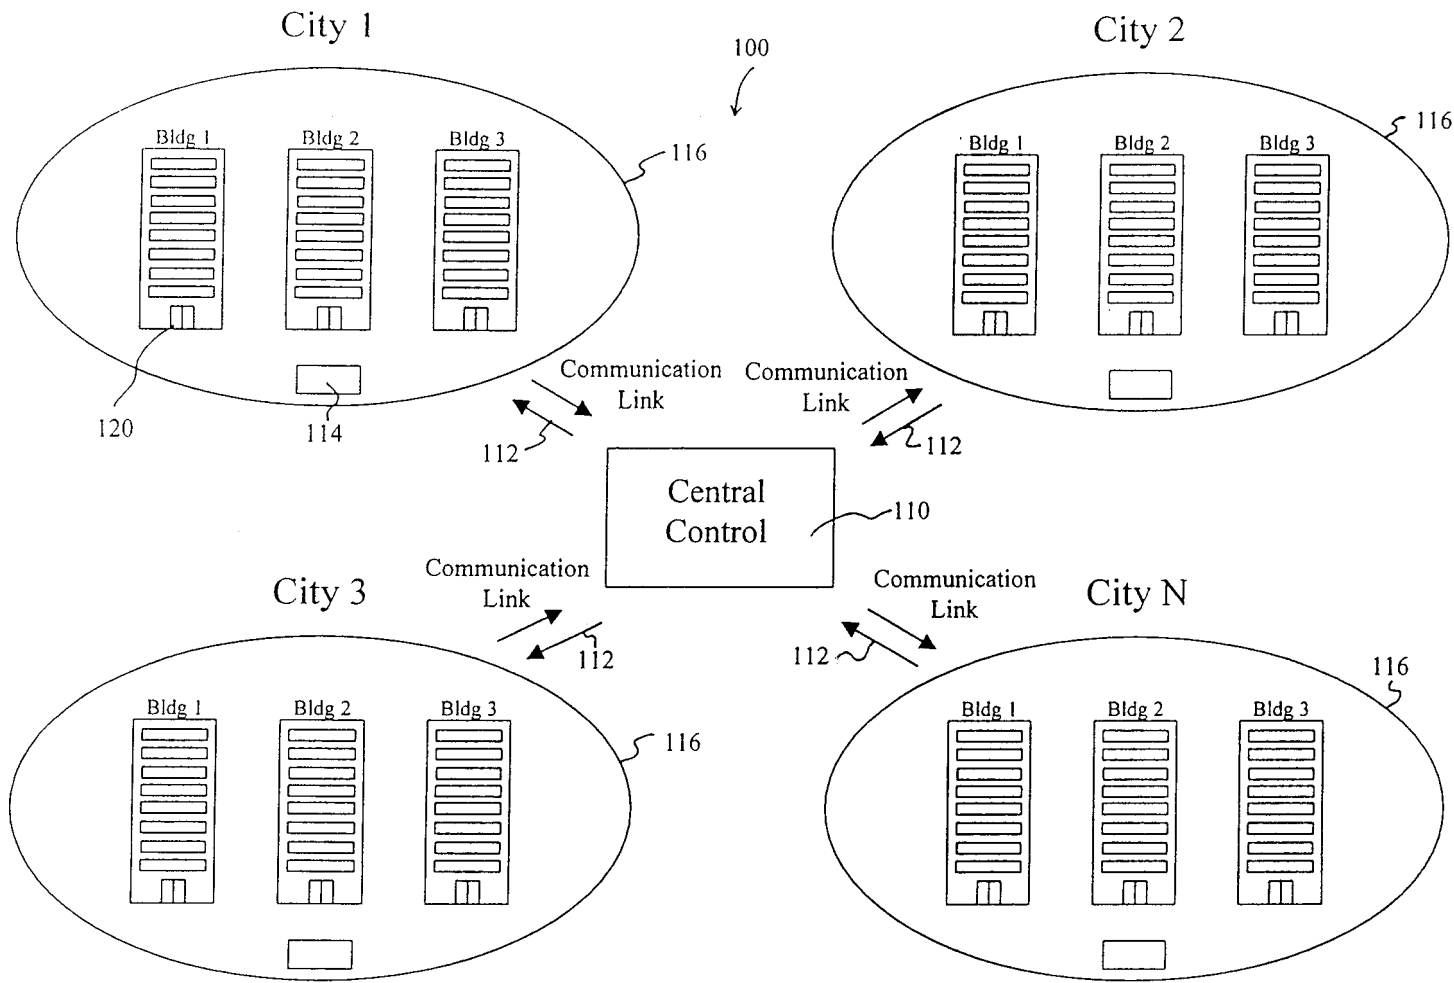 City 1
City 2
100
Bldg 1
Bldg 2
Bldg 3
116
Bldg 1
Bldg 2
Bldg 3
116
120
114
Communication
Link
112
Communication
Link
112
Central
Control
110
City 3
Communication
Link
112
Communication
Link
112
City N
Bldg 1
Bldg 2
Bldg 3
116
Bldg 1
Bldg 2
Bldg 3
116